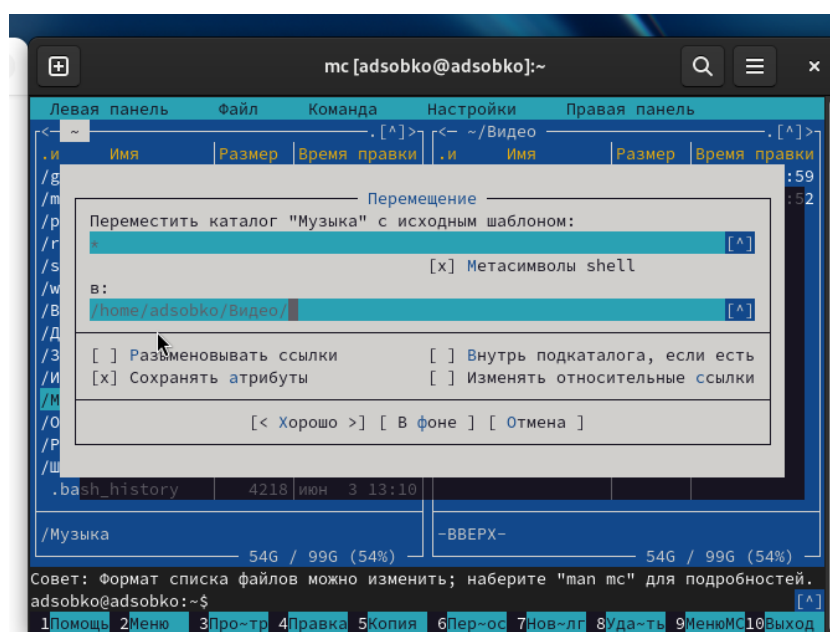 mc [adsobko@adsobko]:~
Левая панель Файл Команда Настройки Правая панель
<— ~ .[^]> <— ~/Видео .[^]>
.и Имя Размер Время правки .и Имя Размер Время правки
/g :59
/m :52
Перемещение
/p Переместить каталог "Музыка" с исходным шаблоном:
/r * [^]
/s [x] Метасимволы shell
/w в:
/В /home/adsobko/Видео/ [^]
/Д
/З [ ] Разыменовывать ссылки [ ] Внутрь подкаталога, если есть
/И [x] Сохранять атрибуты [ ] Изменять относительные ссылки
/М
/О [< Хорошо >] [ В фоне ] [ Отмена ]
/Р
/Ш
.bash_history 4218 июн 3 13:10
/Музыка -ВВЕРХ-
54G / 99G (54%) 54G / 99G (54%)
Совет: Формат списка файлов можно изменить; наберите "man mc" для подробностей.
adsobko@adsobko:~$ [^]
1Помощь 2Меню 3Про~тр 4Правка 5Копия 6Пер~ос 7Нов~лг 8Уда~ть 9МенюMC 10Выход